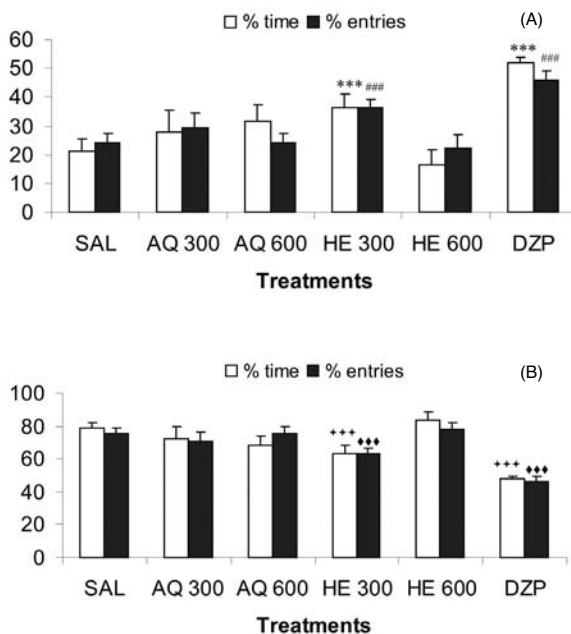 (A)
□ % time ■ % entries
60
50
40
30
20
10
0
*** ###
*** ###
SAL AQ 300 AQ 600 HE 300 HE 600 DZP
Treatments
(B)
□ % time ■ % entries
100
80
60
40
20
0
+++ ♦♦♦
+++ ♦♦♦
SAL AQ 300 AQ 600 HE 300 HE 600 DZP
Treatments